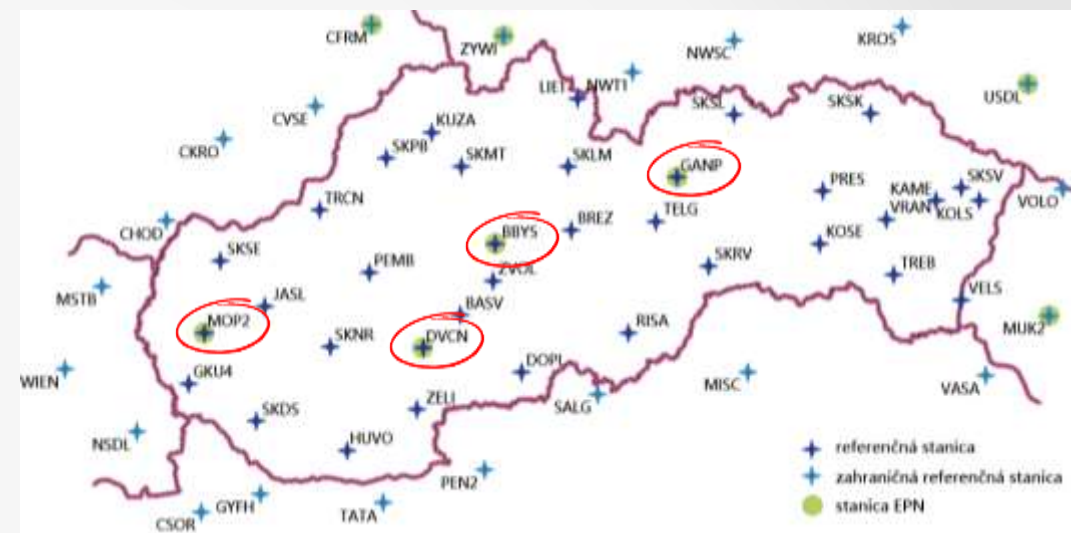 CFRM
ZYWI
NWSC
KROS
LIE1
NWT1
USDL
CVSE
SKSL
SKSK
KUZA
CKRO
SKPB
SKMT
SKLM
GANP
PRES
KAME
SKSV
VRAN
KOLS
VOLO
TRCN
TELG
CHOD
BBYS
BREZ
KOSE
SKSE
PEMB
ZVOL
SKRV
TREB
MSTB
JASL
BASV
VELS
MOP2
SKNR
DVCN
RISA
MUK2
WIEN
GKU4
DOPL
MISC
VASA
SKDS
ZELI
SALG
NSDL
HUVO
referenčná stanica
PEN2
zahraničná referenčná stanica
GYFH
CSOR
TATA
stanica EPN